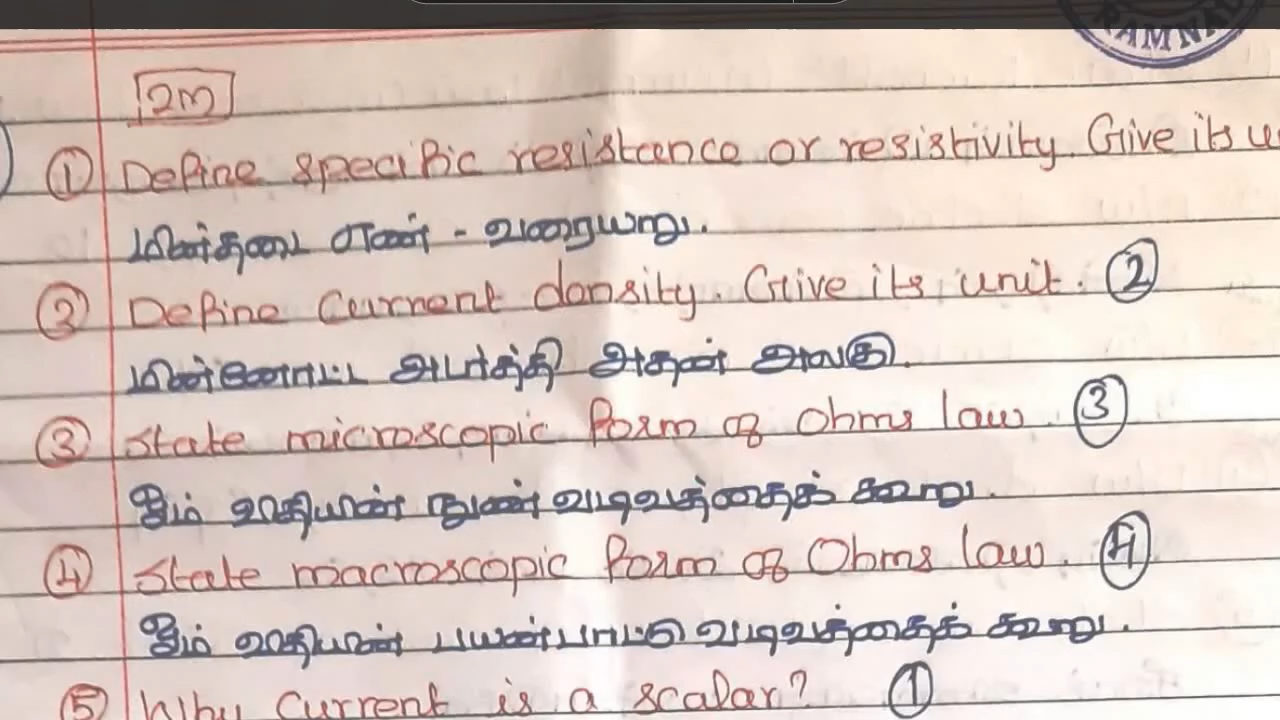 RAMNAD
2m
① Define specific resistance or resistivity. Give its u
மின்தடை எண் - வரையறு.
② Define Current density. Give its unit. ②
மின்னோட்ட அடர்த்தி அதன் அலகு.
③ State microscopic form of Ohms law. ③
ஓம் விதியின் நுண் வடிவத்தைக் கூறு.
④ State macroscopic form of Ohms law. ④
ஓம் விதியின் பயன்பாட்டு வடிவத்தைக் கூறு.
⑤ Why Current is a scalar? ①